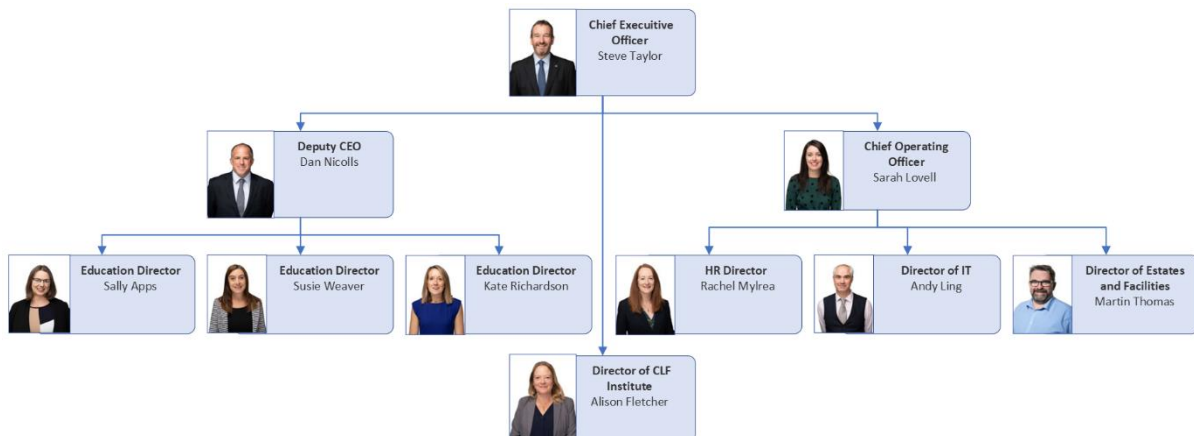 Chief Executive
Officer
Steve Taylor
Deputy CEO
Dan Nicolls
Chief Operating
Officer
Sarah Lovell
Education Director
Sally Apps
Education Director
Susie Weaver
Education Director
Kate Richardson
HR Director
Rachel Mylrea
Director of IT
Andy Ling
Director of Estates
and Facilities
Martin Thomas
Director of CLF
Institute
Alison Fletcher